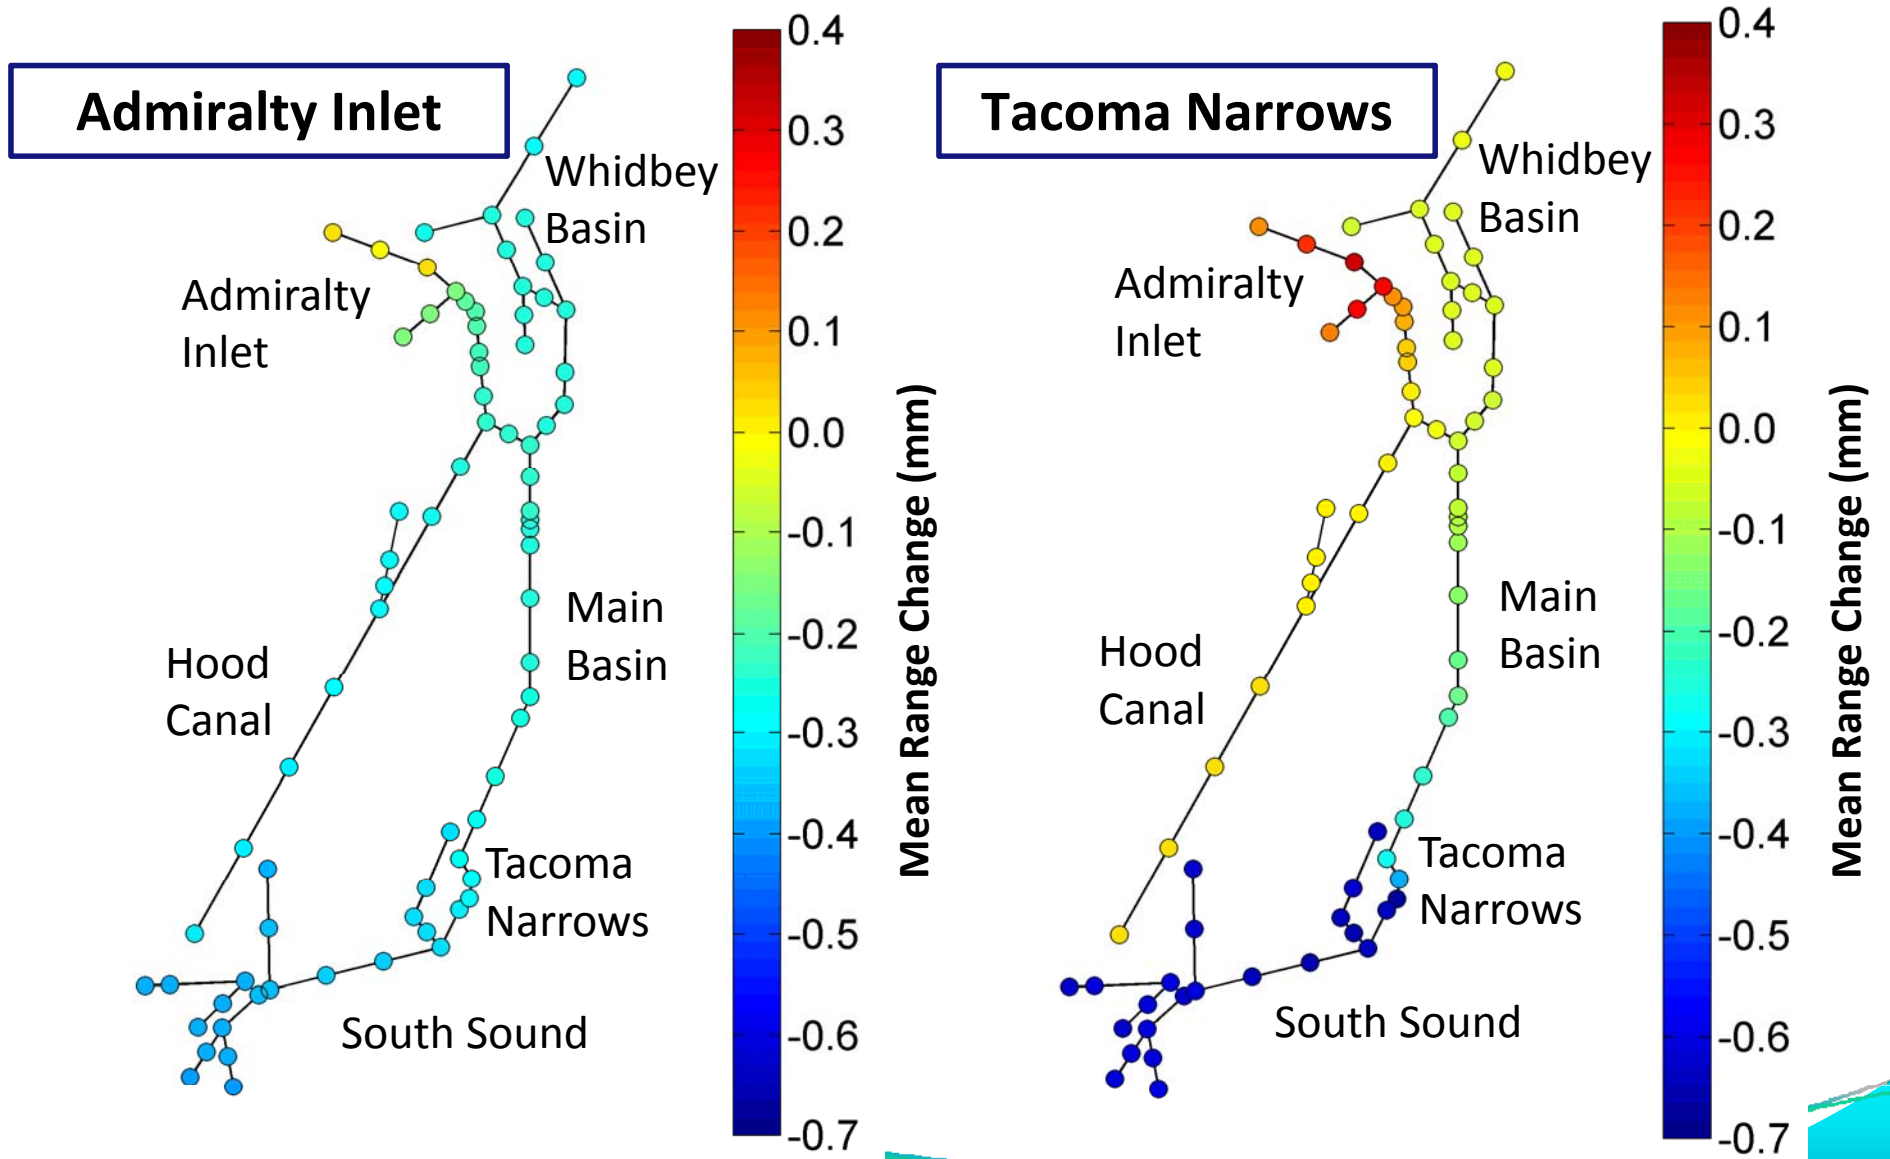 Admiralty Inlet
Whidbey
Basin
Admiralty
Inlet
Main
Basin
Hood
Canal
Tacoma
Narrows
South Sound
0.4
0.3
0.2
0.1
0.0
-0.1
-0.2
-0.3
-0.4
-0.5
-0.6
-0.7
Mean Range Change (mm)
Tacoma Narrows
Whidbey
Basin
Admiralty
Inlet
Main
Basin
Hood
Canal
Tacoma
Narrows
South Sound
0.4
0.3
0.2
0.1
0.0
-0.1
-0.2
-0.3
-0.4
-0.5
-0.6
-0.7
Mean Range Change (mm)